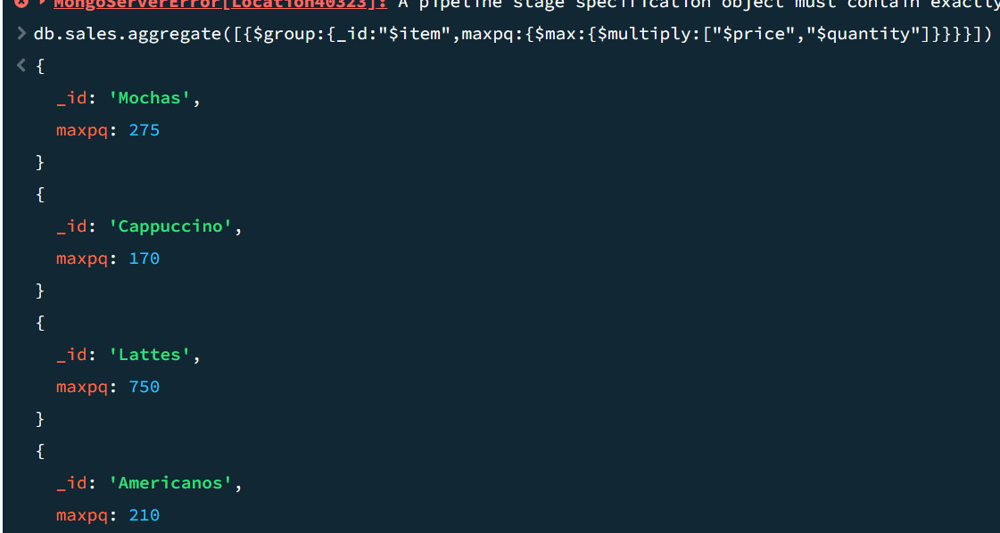 MongoServerError[Location40323]: A pipeline stage specification object must contain exactly
> db.sales.aggregate([{$group:{_id:"$item",maxpq:{$max:{$multiply:["$price","$quantity"]}}}}])
< {
_id: 'Mochas',
maxpq: 275
}
{
_id: 'Cappuccino',
maxpq: 170
}
{
_id: 'Lattes',
maxpq: 750
}
{
_id: 'Americanos',
maxpq: 210